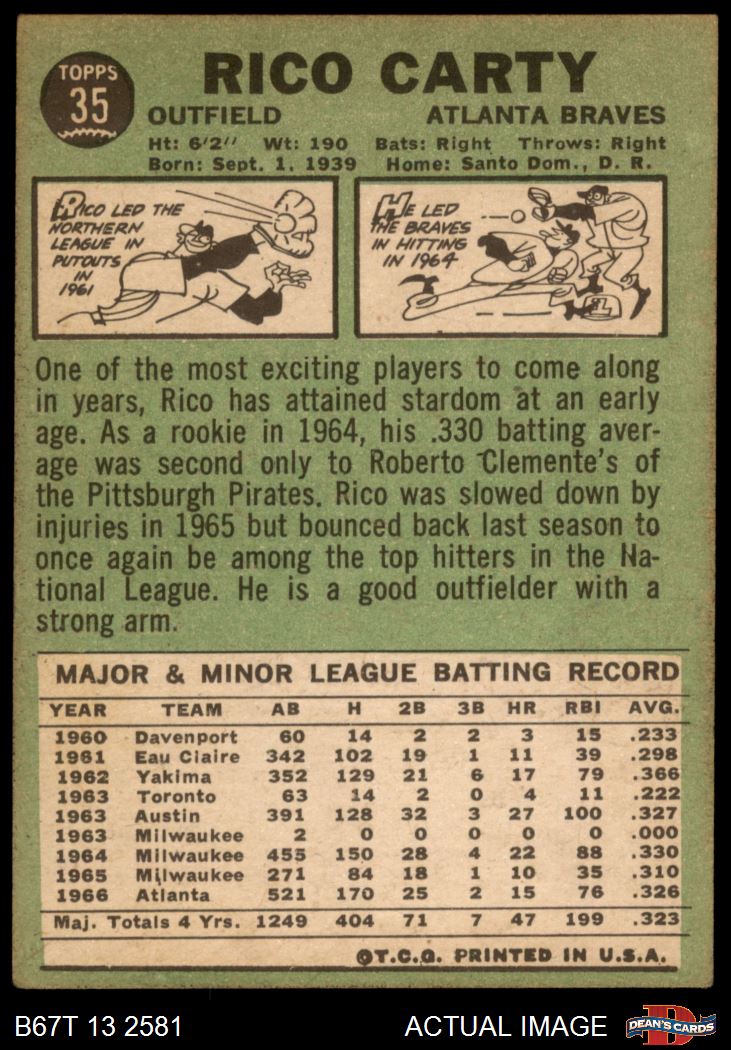 TOPPS
35
RICO CARTY
OUTFIELD ATLANTA BRAVES
Ht: 6'2'' Wt: 190 Bats: Right Throws: Right
Born: Sept. 1, 1939 Home: Santo Dom., D. R.
RICO LED THE
NORTHERN
LEAGUE IN
PUTOUTS
IN
1961
HE LED
THE BRAVES
IN HITTING
IN 1964
One of the most exciting players to come along
in years, Rico has attained stardom at an early
age. As a rookie in 1964, his .330 batting aver-
age was second only to Roberto Clemente's of
the Pittsburgh Pirates. Rico was slowed down by
injuries in 1965 but bounced back last season to
once again be among the top hitters in the Na-
tional League. He is a good outfielder with a
strong arm.
MAJOR & MINOR LEAGUE BATTING RECORD
YEAR TEAM AB H 2B 3B HR RBI AVG.
1960 Davenport 60 14 2 2 3 15 .233
1961 Eau Claire 342 102 19 1 11 39 .298
1962 Yakima 352 129 21 6 17 79 .366
1963 Toronto 63 14 2 0 4 11 .222
1963 Austin 391 128 32 3 27 100 .327
1963 Milwaukee 2 0 0 0 0 0 .000
1964 Milwaukee 455 150 28 4 22 88 .330
1965 Milwaukee 271 84 18 1 10 35 .310
1966 Atlanta 521 170 25 2 15 76 .326
Maj. Totals 4 Yrs. 1249 404 71 7 47 199 .323
©T.C.G. PRINTED IN U.S.A.
B67T 13 2581 ACTUAL IMAGE
D
DEAN'S CARDS